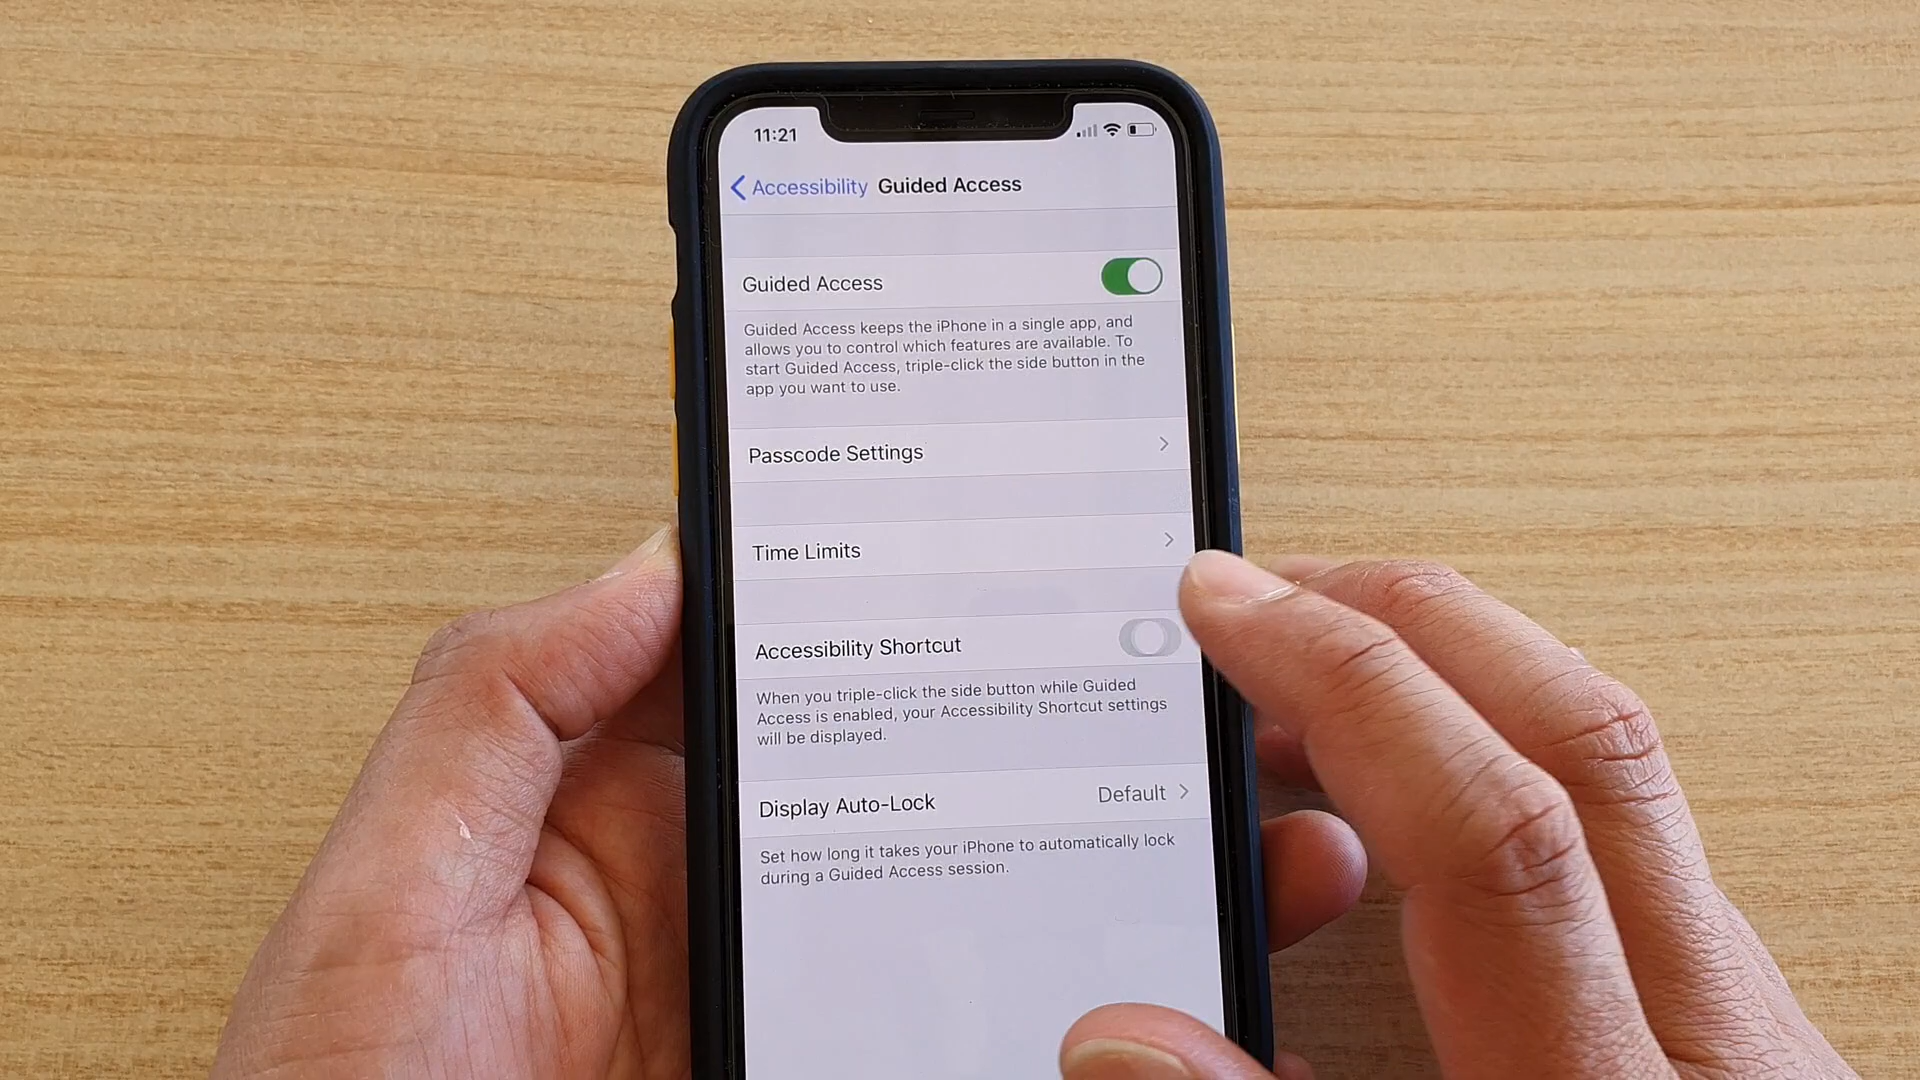 11:21
Accessibility Guided Access
Guided Access
Guided Access keeps the iPhone in a single app, and
allows you to control which features are available. To
start Guided Access, triple-click the side button in the
app you want to use.
Passcode Settings
Time Limits
Accessibility Shortcut
When you triple-click the side button while Guided
Access is enabled, your Accessibility Shortcut settings
will be displayed.
Display Auto-Lock Default
Set how long it takes your iPhone to automatically lock
during a Guided Access session.